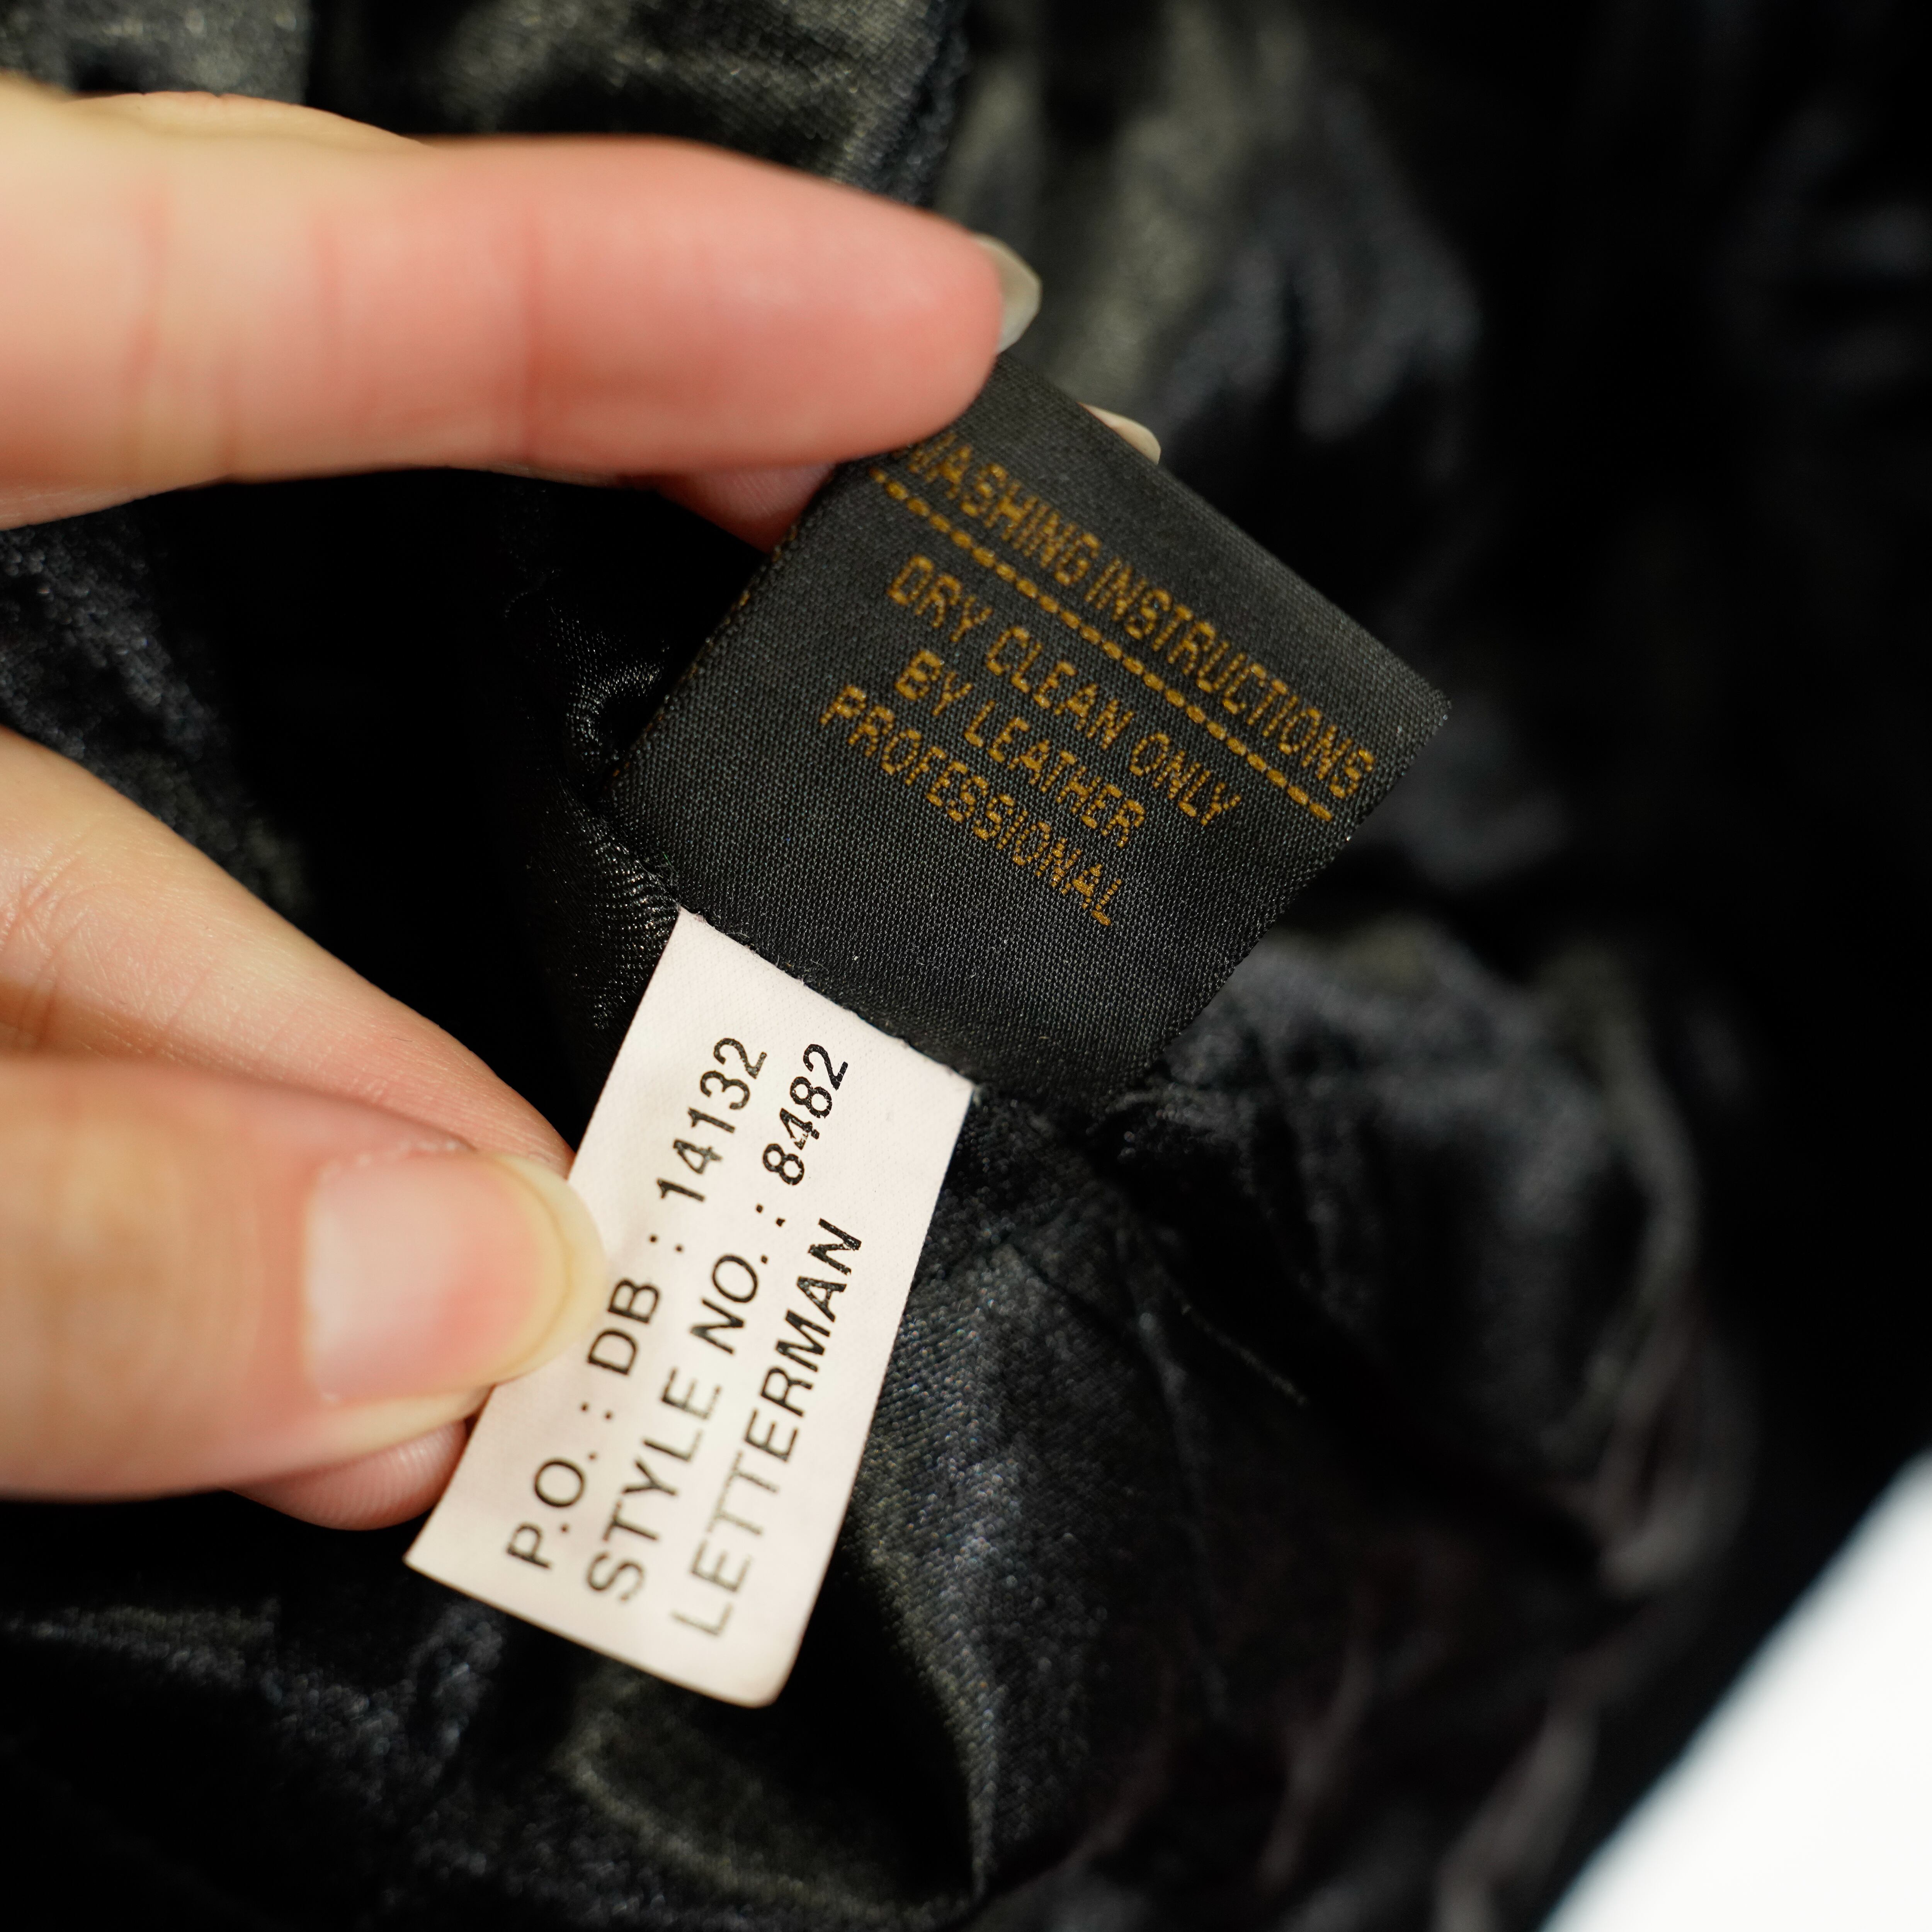 WASHING INSTRUCTIONS
DRY CLEAN ONLY
BY LEATHER
PROFESSIONAL
P.O. : DB : 14132
STYLE NO. : 8482
LETTERMAN